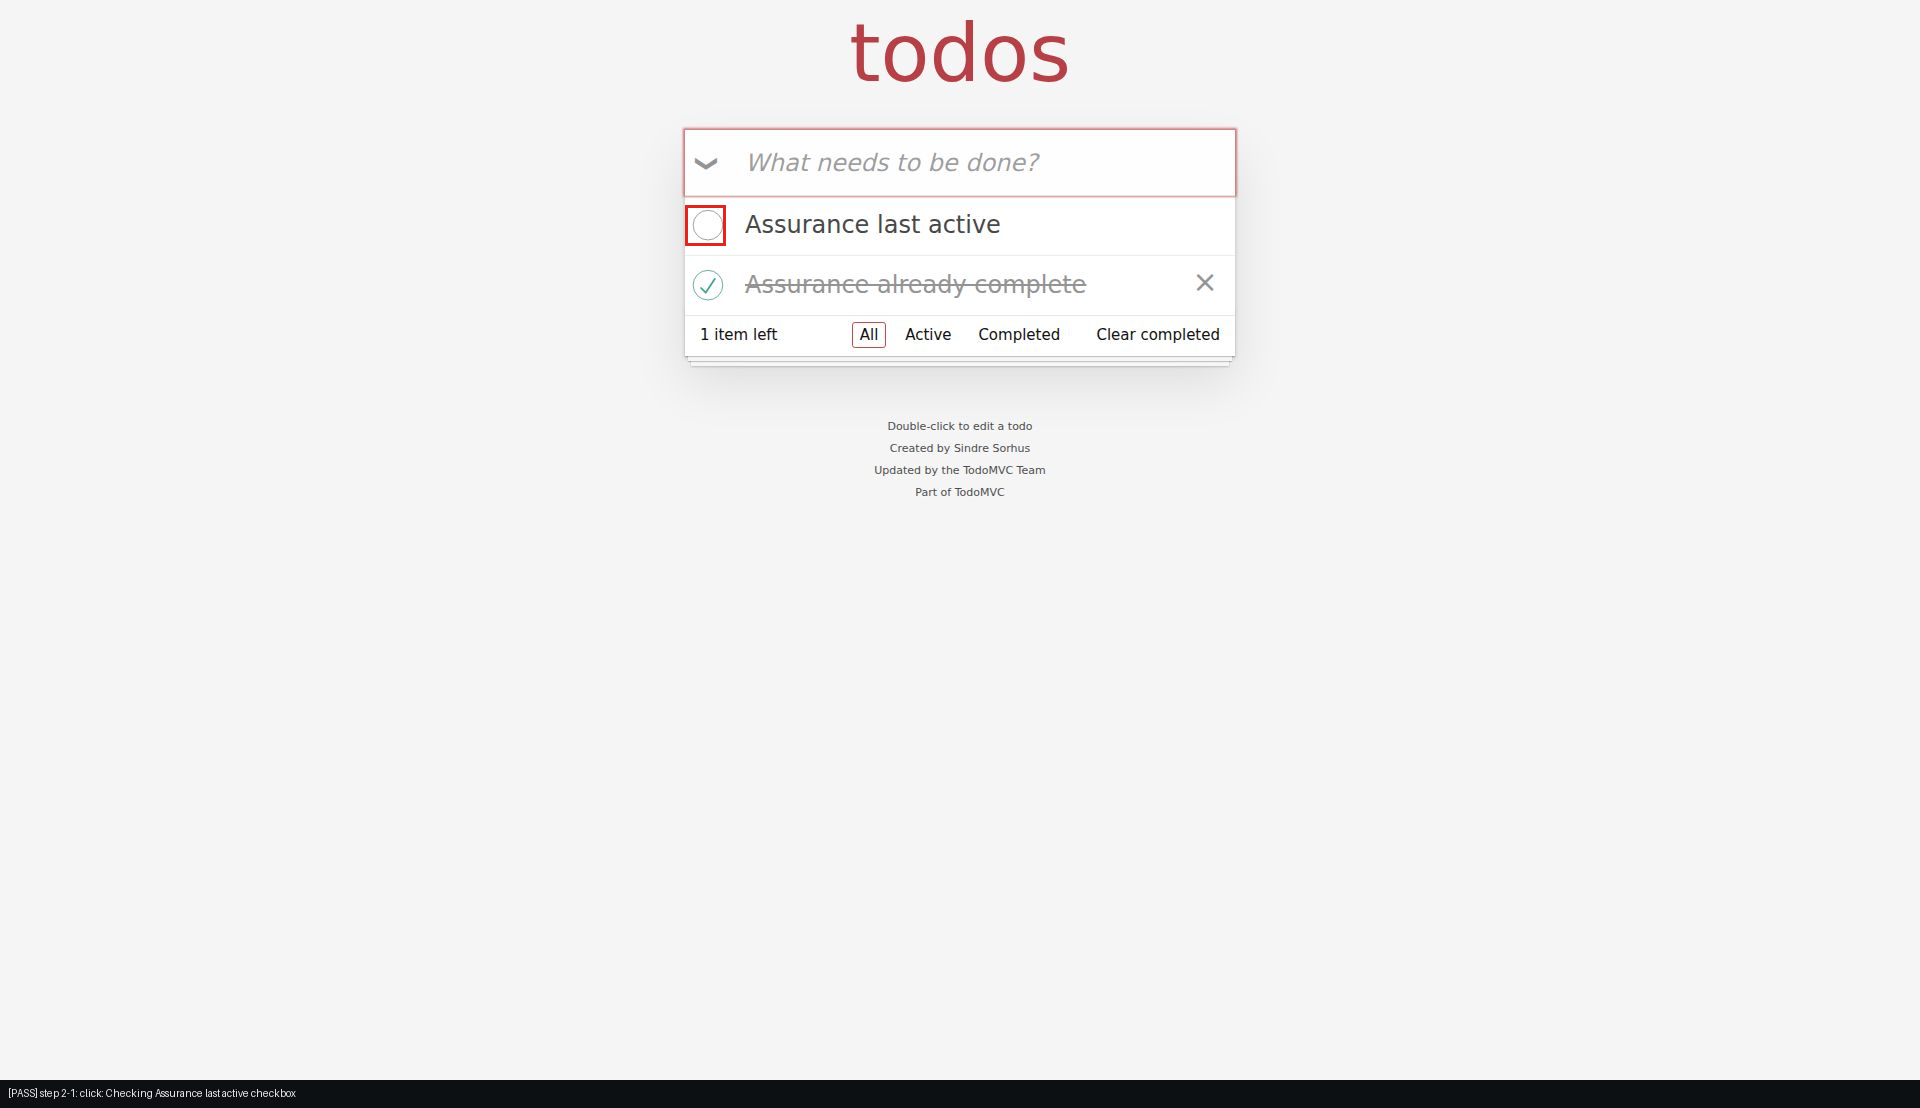 todos
What needs to be done?
Assurance last active
Assurance already complete
1 item left All Active Completed Clear completed
Double-click to edit a todo
Created by Sindre Sorhus
Updated by the TodoMVC Team
Part of TodoMVC
[PASS] step 2-1: click: Checking Assurance last active checkbox